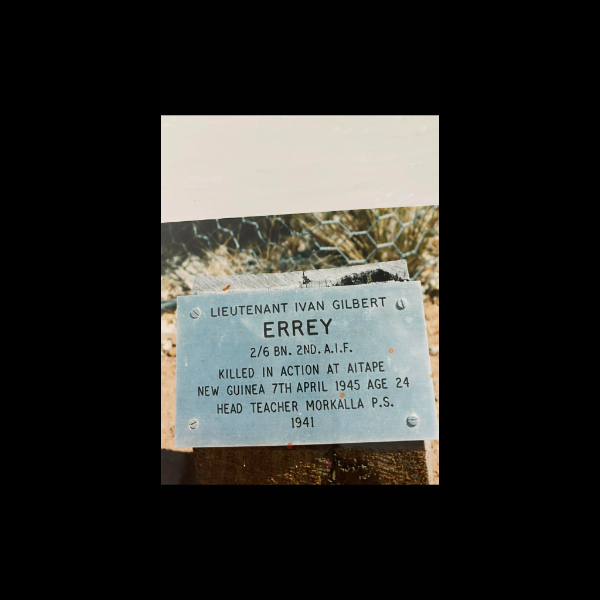 LIEUTENANT IVAN GILBERT
ERREY
2/6 BN. 2ND. A.I.F.
KILLED IN ACTION AT AITAPE
NEW GUINEA 7TH APRIL 1945 AGE 24
HEAD TEACHER MORKALLA P.S.
1941